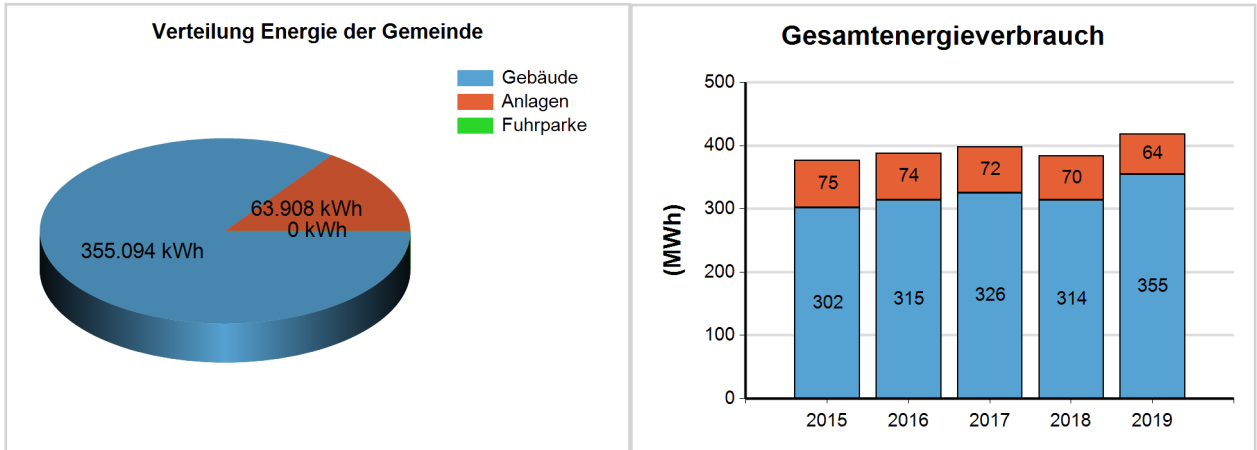 Verteilung Energie der Gemeinde
Gebäude
Anlagen
Fuhrparke
63.908 kWh
0 kWh
355.094 kWh
Gesamtenergieverbrauch
(MWh)
500
400
300
200
100
0
75
74
72
70
64
302
315
326
314
355
2015
2016
2017
2018
2019